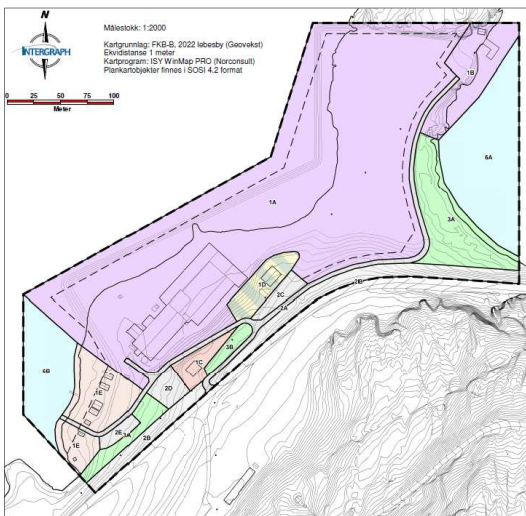 N
INTERGRAPH
Målestokk: 1:2000
Kartgrunnlag: FKB-B, 2022 lebesby (Geovekst)
Ekvidistanse 1 meter
Kartprogram: ISY WinMap PRO (Norconsult)
Plankartobjekter finnes i SOSI 4.2 format
0 25 50 75 100
Meter
1B
6A
1A
3A
1D
2C
2A
2B
3B
1C
6B
2D
1E
2E
3A
2B
1E